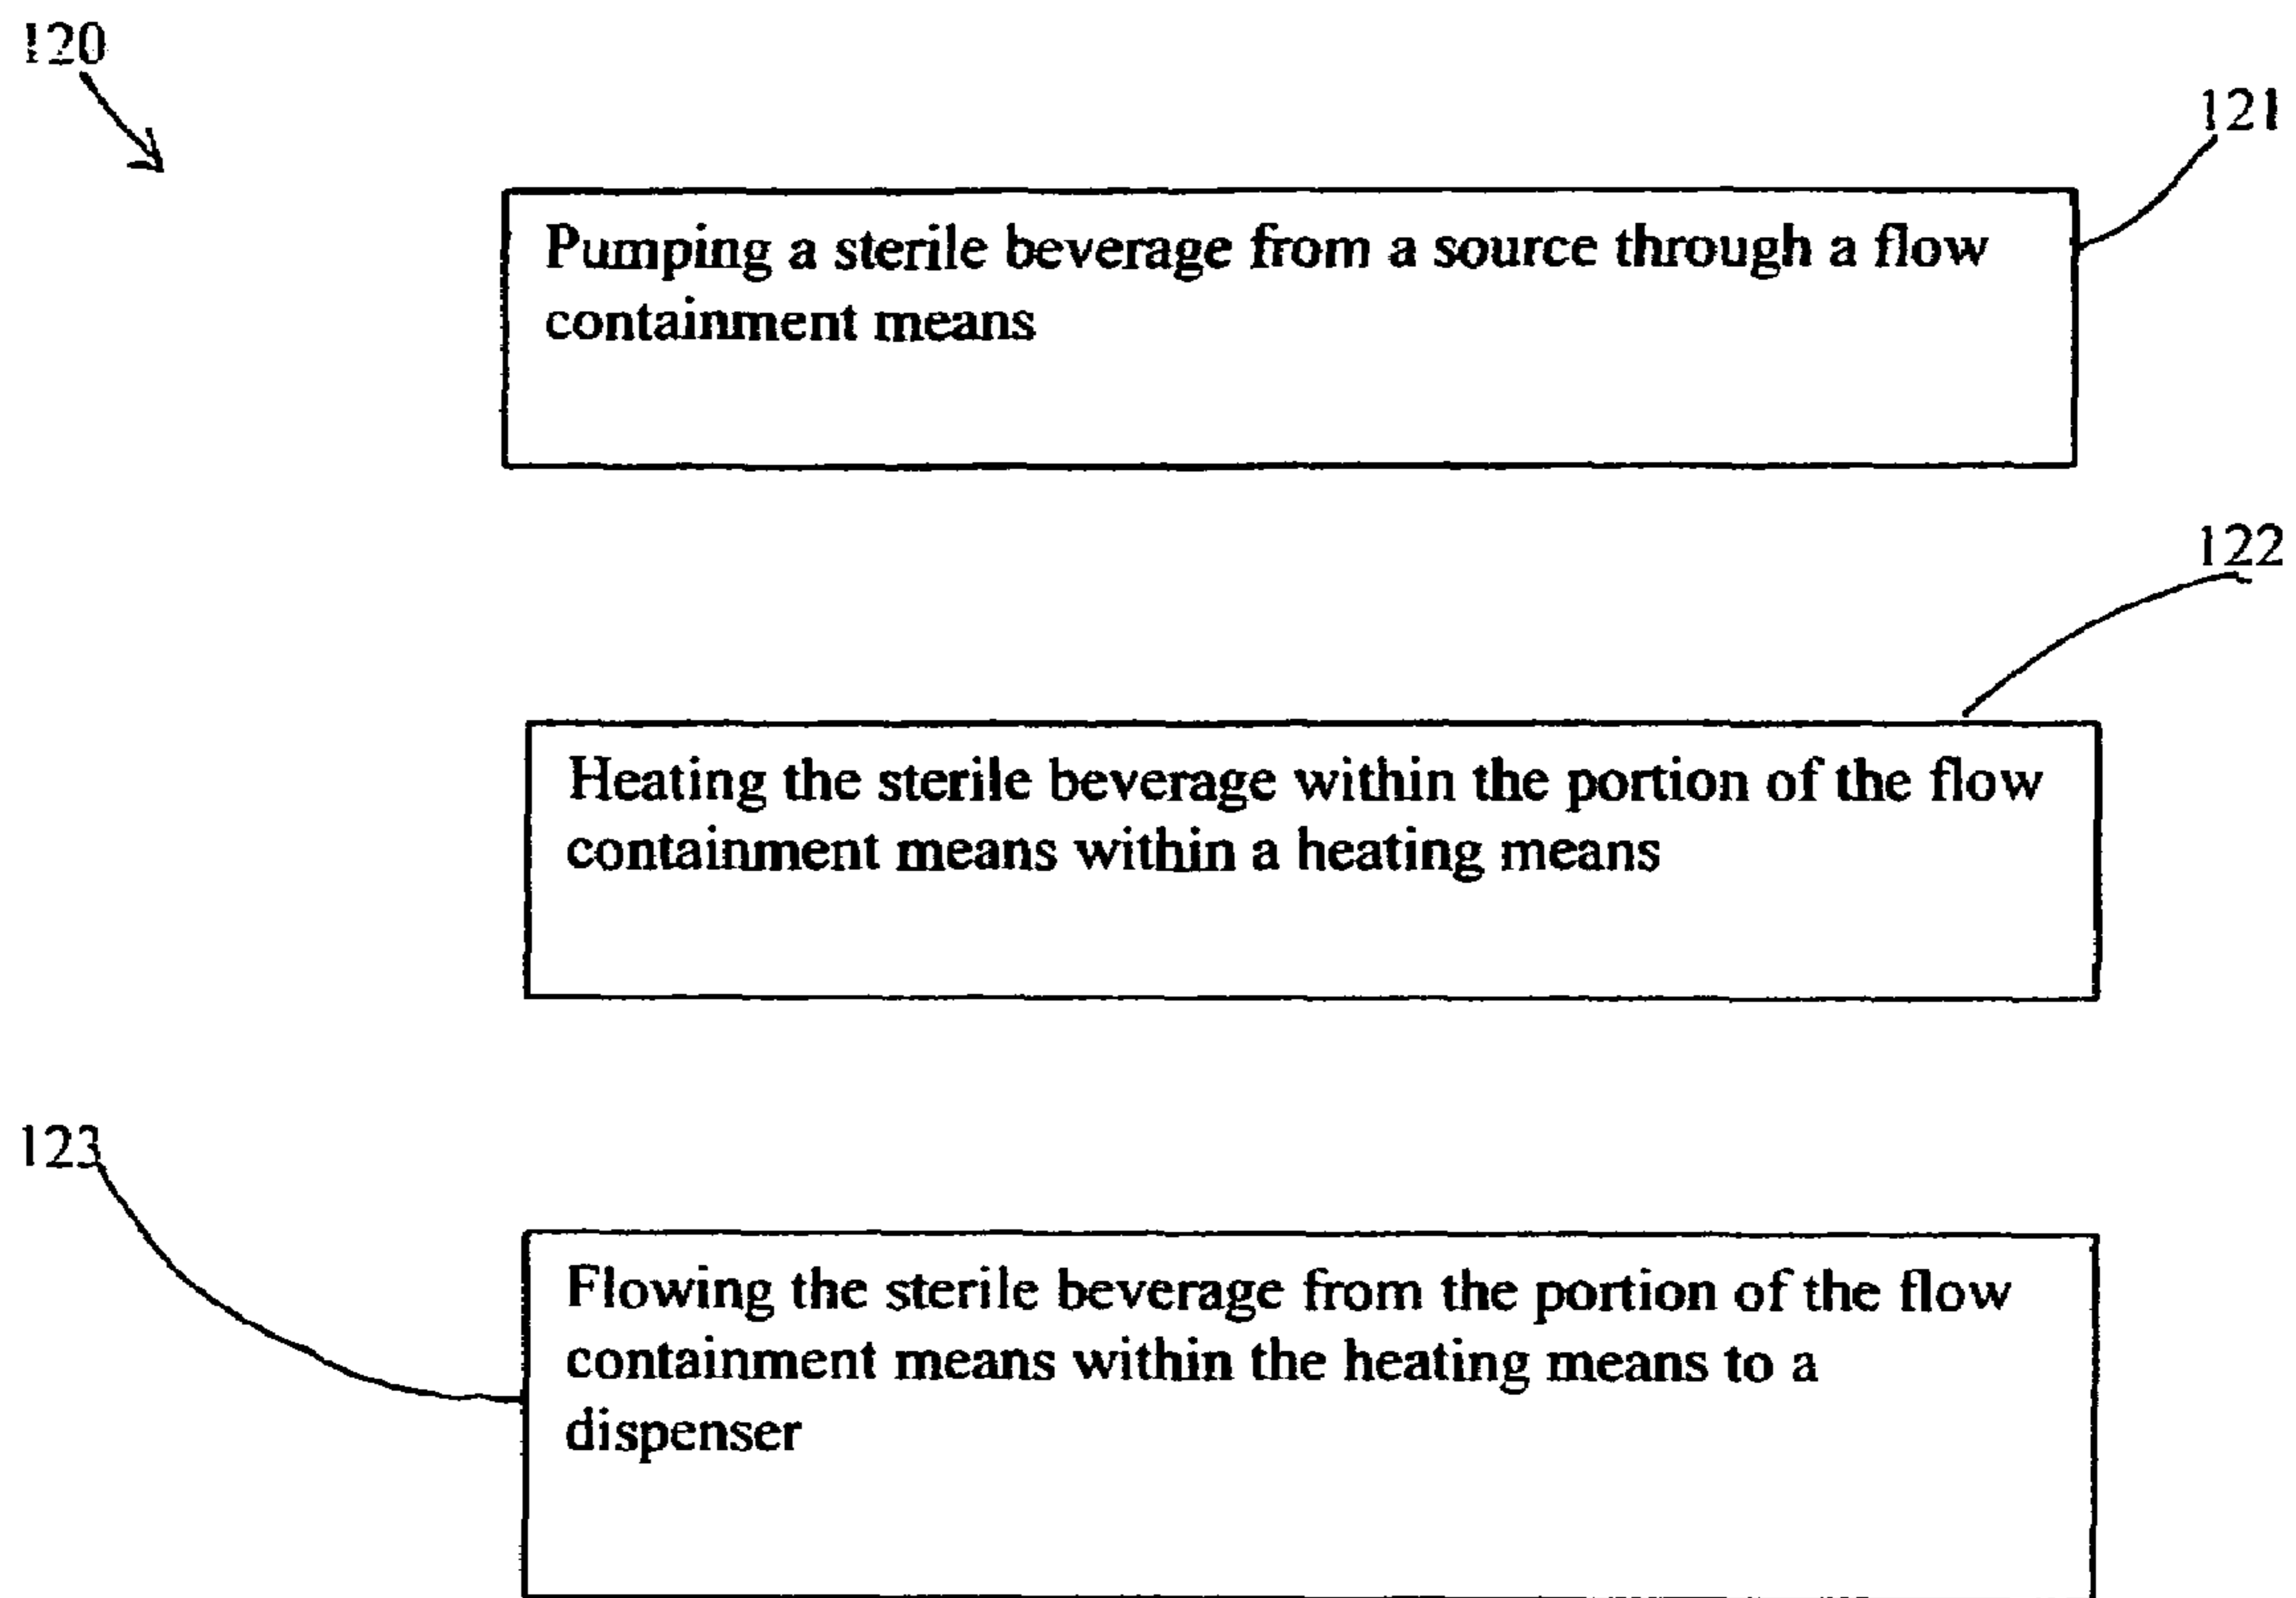 120
121
Pumping a sterile beverage from a source through a flow
containment means
122
Heating the sterile beverage within the portion of the flow
containment means within a heating means
123
Flowing the sterile beverage from the portion of the flow
containment means within the heating means to a
dispenser